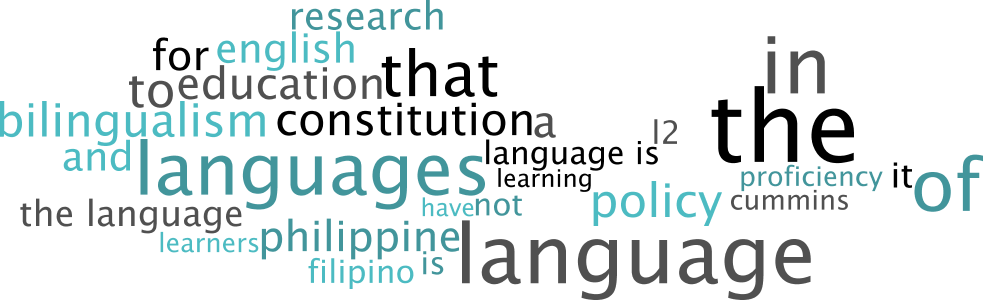 research
for english in
to education that
bilingualism constitution a l2 the
and languages language is
learning policy proficiency it of
the language have not cummins
learners philippine language
filipino is